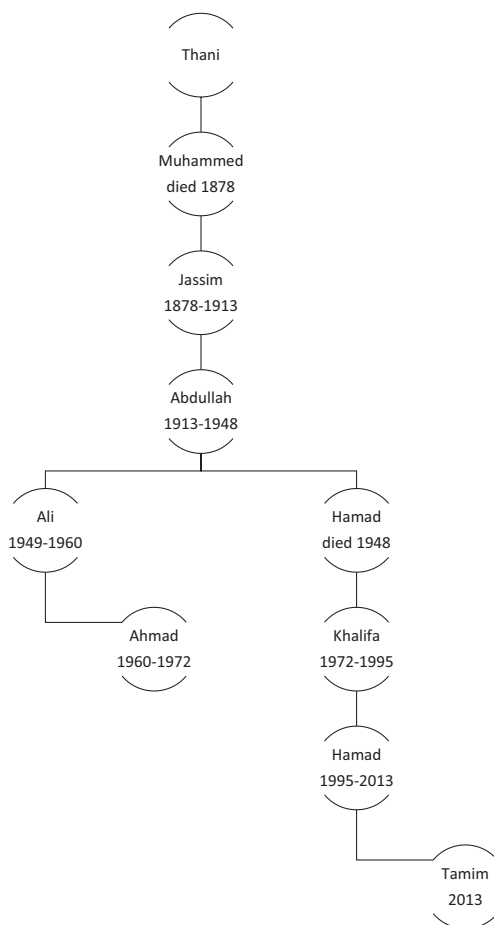 Thani
Muhammed
died 1878
Jassim
1878-1913
Abdullah
1913-1948
Ali
1949-1960
Hamad
died 1948
Ahmad
1960-1972
Khalifa
1972-1995
Hamad
1995-2013
Tamim
2013